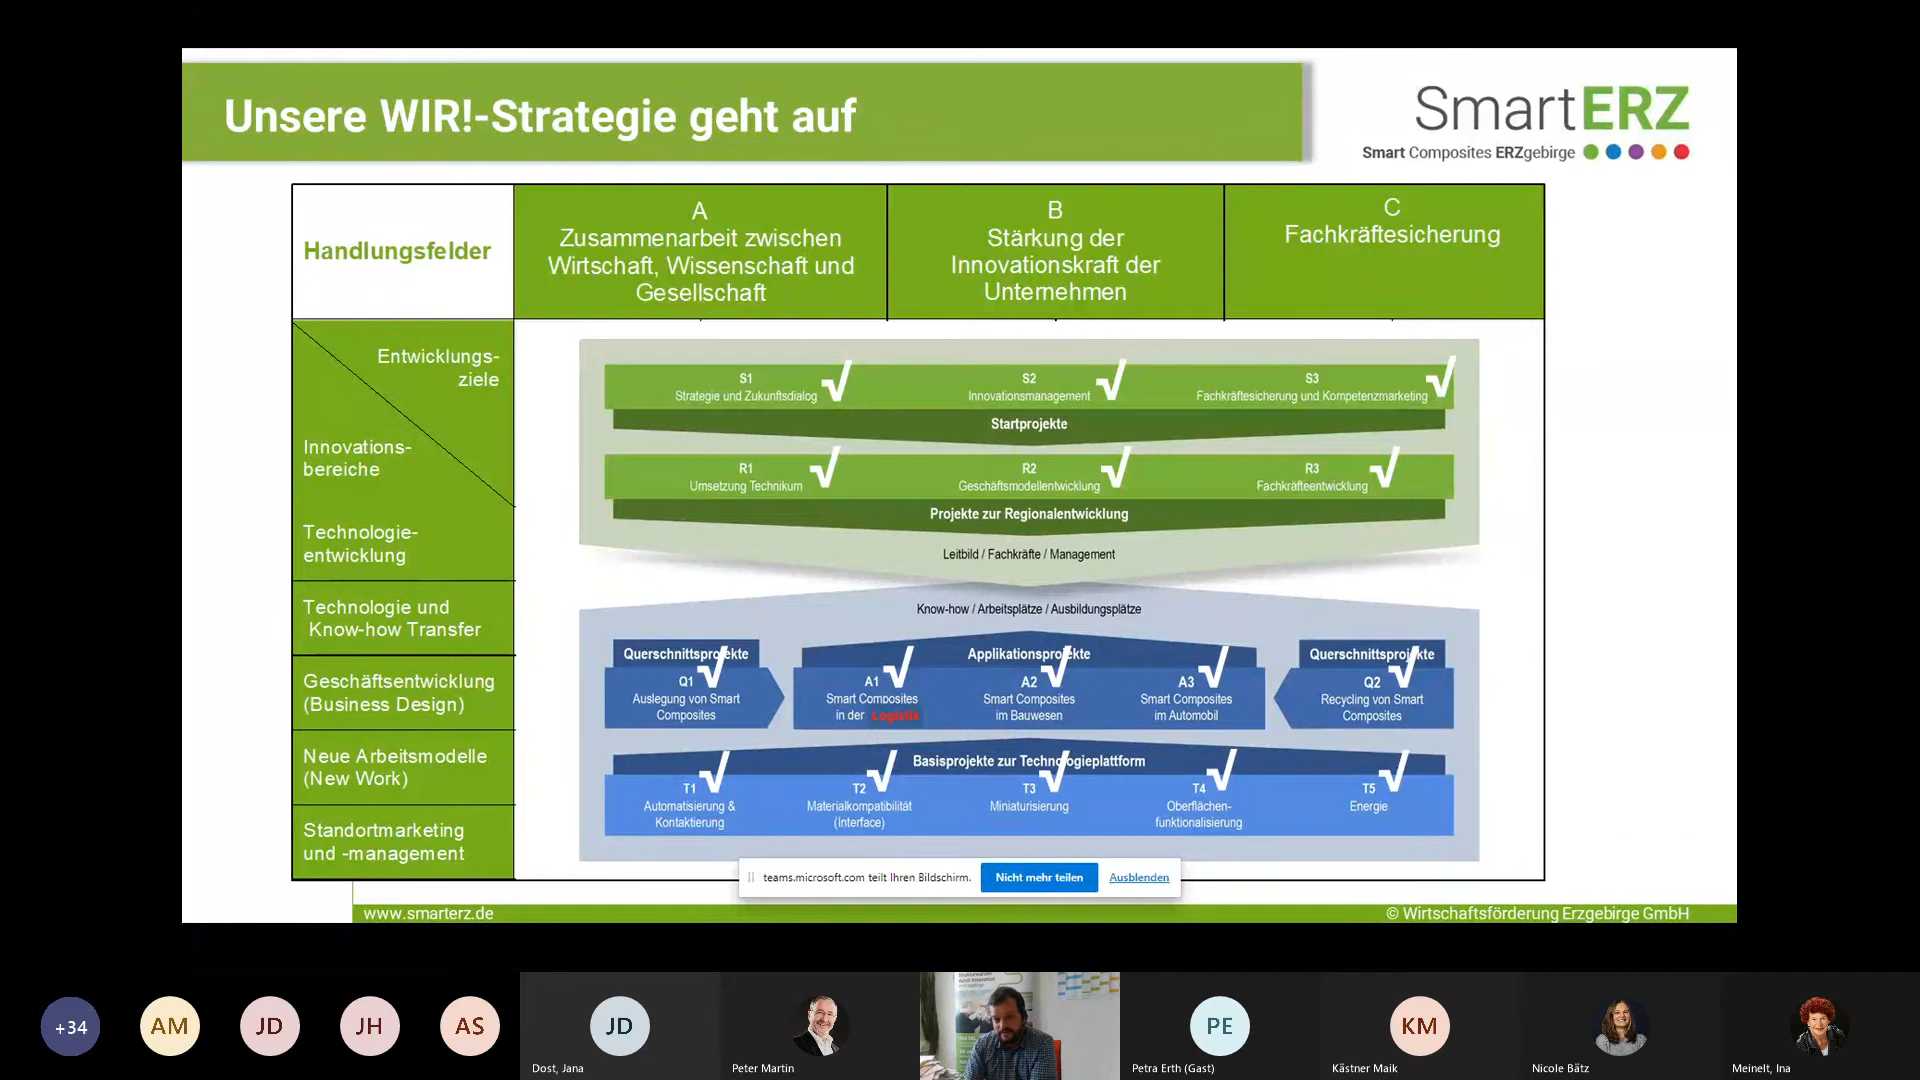 Unsere WIR!-Strategie geht auf
SmartERZ
Smart Composites ERZgebirge
Handlungsfelder
A
Zusammenarbeit zwischen
Wirtschaft, Wissenschaft und
Gesellschaft
B
Stärkung der
Innovationskraft der
Unternehmen
C
Fachkräftesicherung
Entwicklungs-
ziele
Innovations-
bereiche
Technologie-
entwicklung
Technologie und
Know-how Transfer
Geschäftsentwicklung
(Business Design)
Neue Arbeitsmodelle
(New Work)
Standortmarketing
und -management
S1
Strategie und Zukunftsdialog
S2
Innovationsmanagement
S3
Fachkräftesicherung und Kompetenzmarketing
Startprojekte
R1
Umsetzung Technikum
R2
Geschäftsmodellentwicklung
R3
Fachkräfteentwicklung
Projekte zur Regionalentwicklung
Leitbild / Fachkräfte / Management
Know-how / Arbeitsplätze / Ausbildungsplätze
Querschnittsprojekte
Q1
Auslegung von Smart
Composites
Applikationsprojekte
A1
Smart Composites
in der Logistik
A2
Smart Composites
im Bauwesen
A3
Smart Composites
im Automobil
Querschnittsprojekte
Q2
Recycling von Smart
Composites
Basisprojekte zur Technologieplattform
T1
Automatisierung &
Kontaktierung
T2
Materialkompatibilität
(Interface)
T3
Miniaturisierung
T4
Oberflächen-
funktionalisierung
T5
Energie
teams.microsoft.com teilt Ihren Bildschirm.
Nicht mehr teilen
Ausblenden
www.smarterz.de
© Wirtschaftsförderung Erzgebirge GmbH
+34
AM
JD
JH
AS
JD
Dost, Jana
Peter Martin
PE
Petra Erth (Gast)
KM
Kästner Maik
Nicole Bätz
Meinelt, Ina